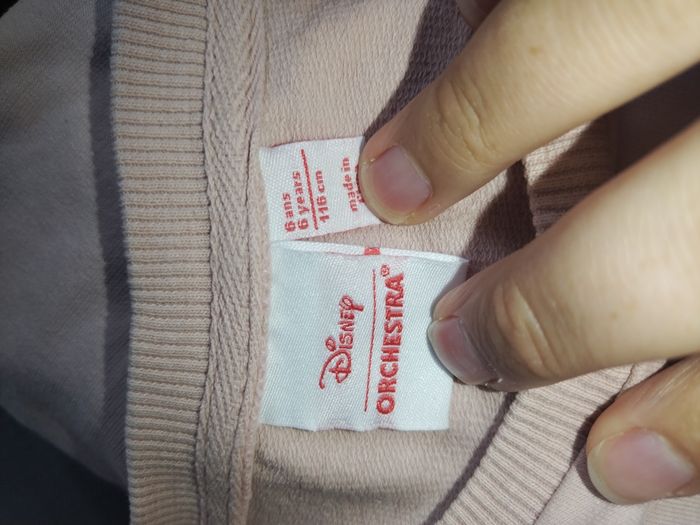 6 ans
6 years
116 cm
made in
Disney
ORCHESTRA®